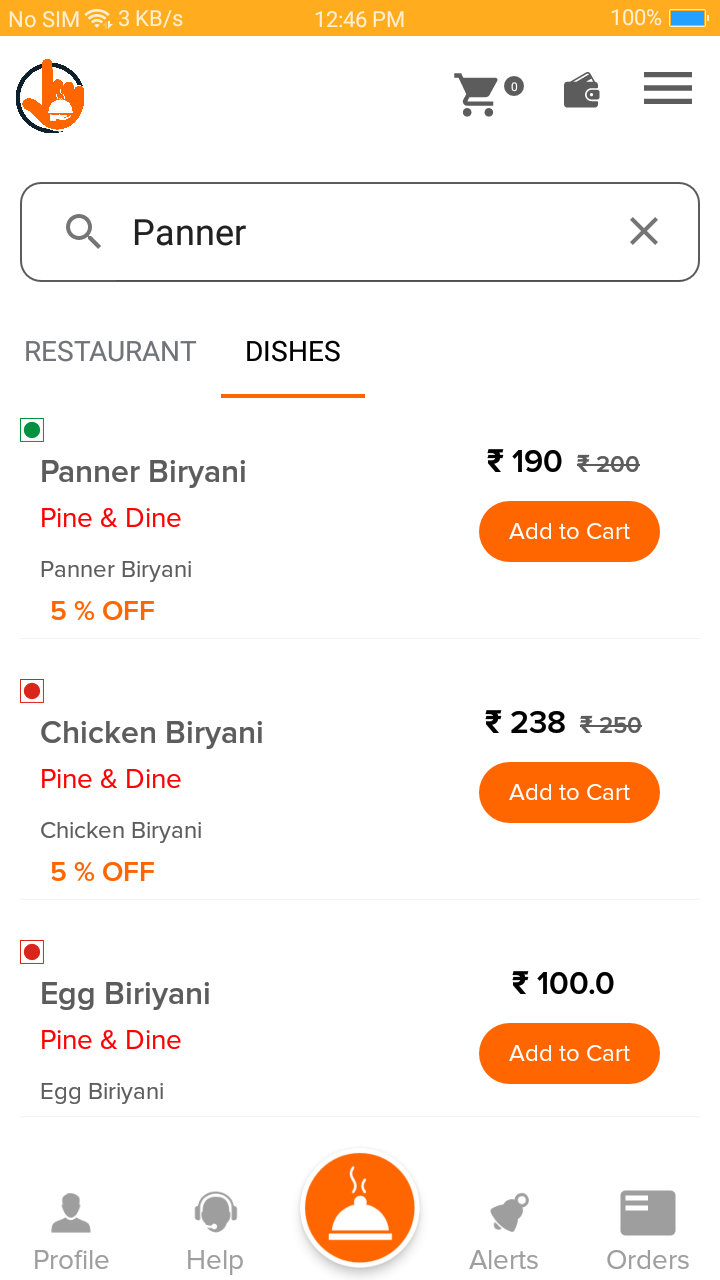 No SIM 3 KB/s 12:46 PM 100%
0
Panner
RESTAURANT DISHES
Panner Biryani ₹ 190 ₹ 200
Pine & Dine Add to Cart
Panner Biryani
5 % OFF
Chicken Biryani ₹ 238 ₹ 250
Pine & Dine Add to Cart
Chicken Biryani
5 % OFF
Egg Biriyani ₹ 100.0
Pine & Dine Add to Cart
Egg Biriyani
Profile Help Alerts Orders